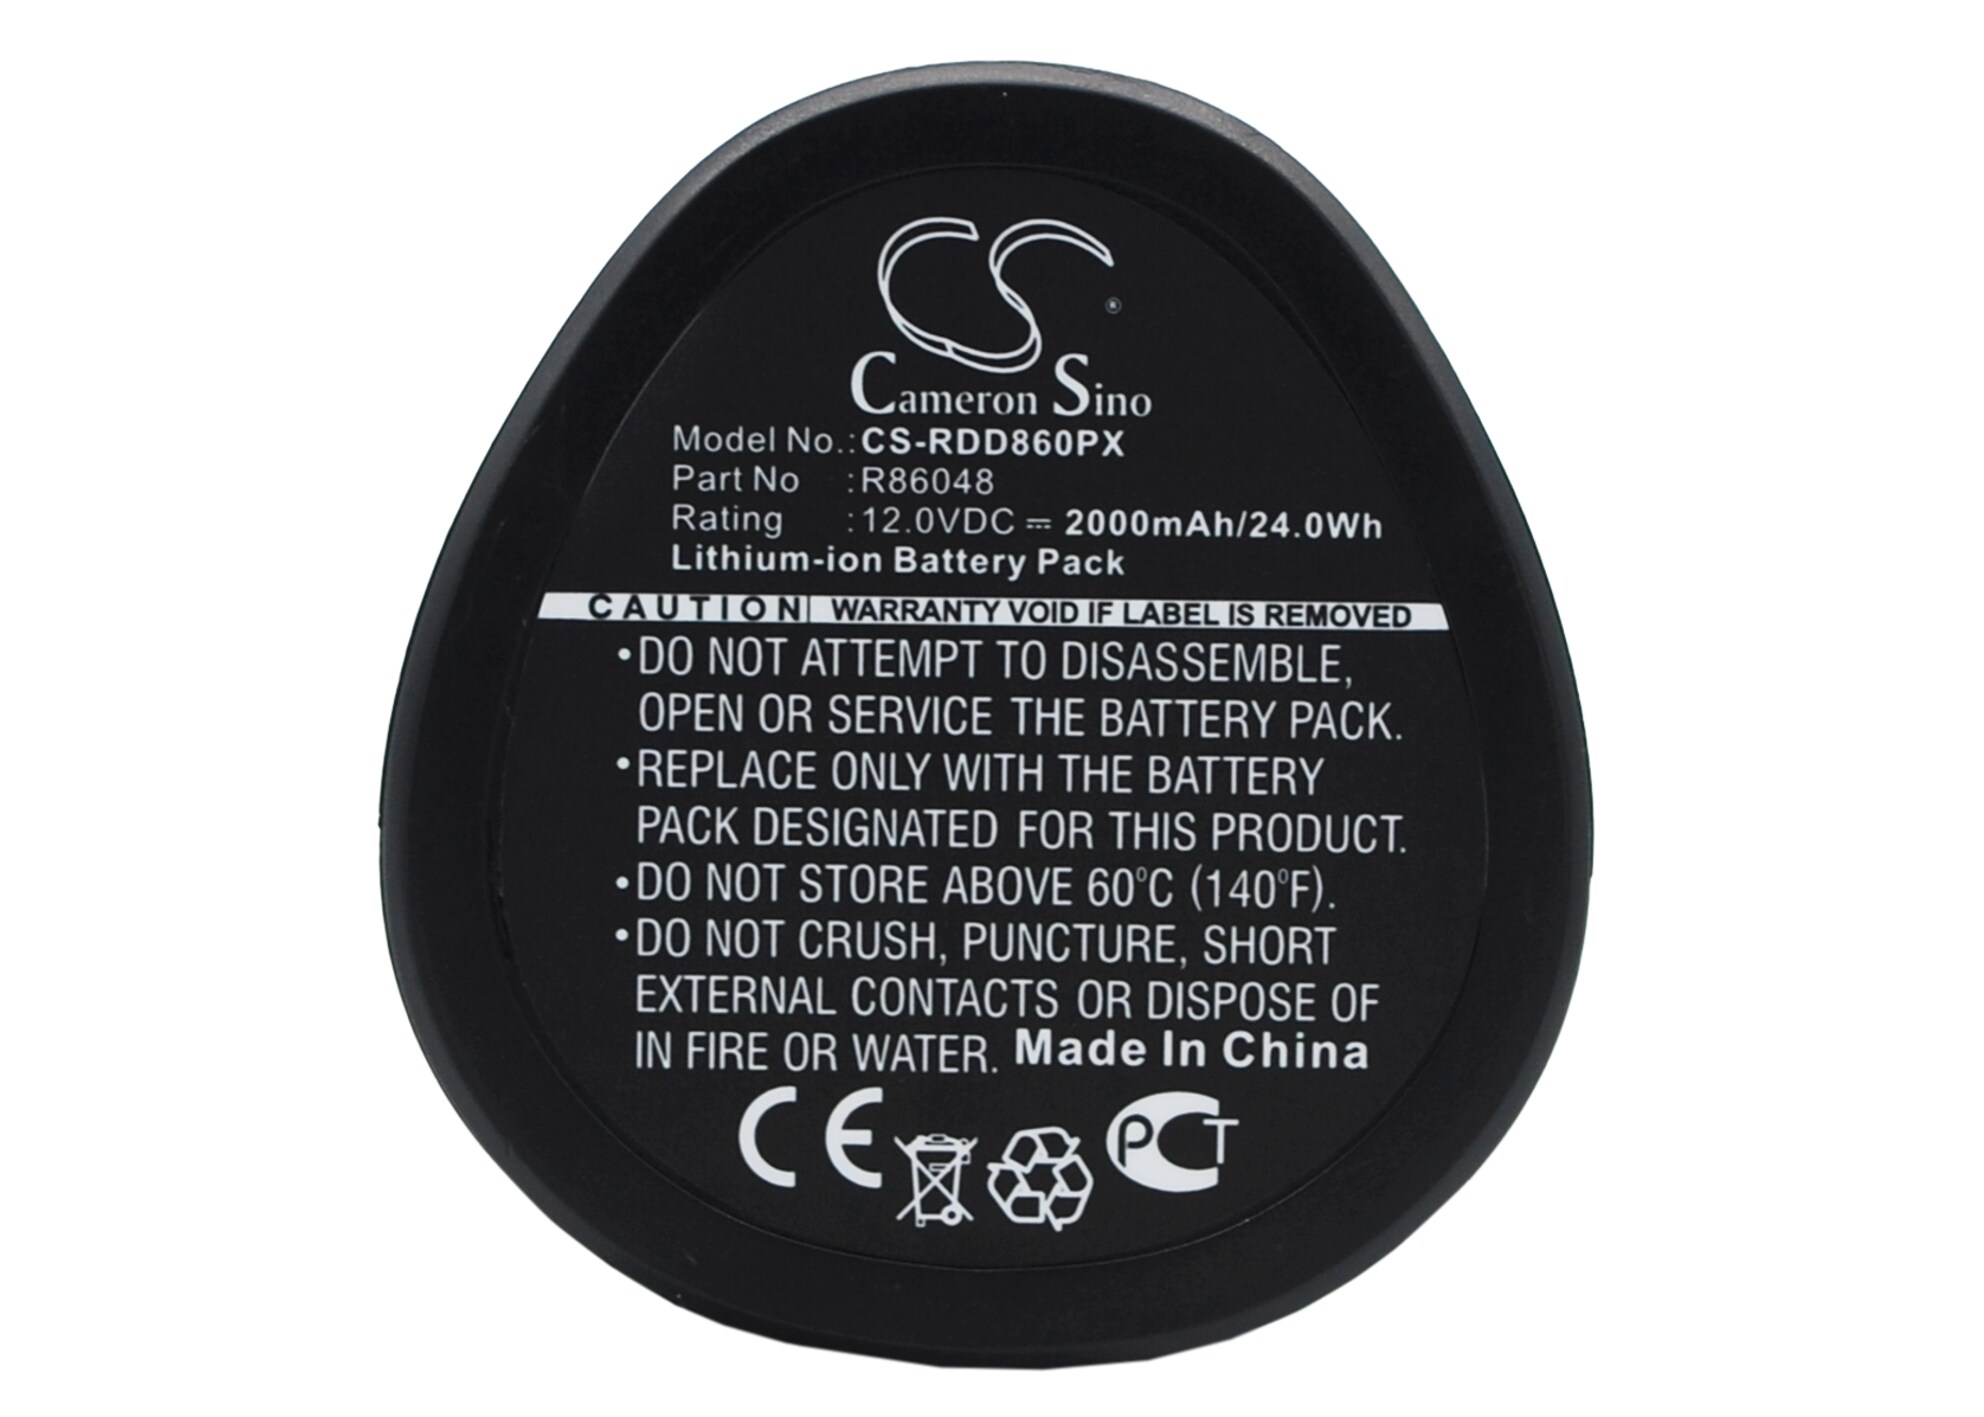 CS ®
Cameron Sino
Model No.: CS-RDD860PX
Part No : R86048
Rating : 12.0VDC ⎓ 2000mAh/24.0Wh
Lithium-ion Battery Pack
CAUTION | WARRANTY VOID IF LABEL IS REMOVED
•DO NOT ATTEMPT TO DISASSEMBLE,
OPEN OR SERVICE THE BATTERY PACK.
•REPLACE ONLY WITH THE BATTERY
PACK DESIGNATED FOR THIS PRODUCT.
•DO NOT STORE ABOVE 60°C (140°F).
•DO NOT CRUSH, PUNCTURE, SHORT
EXTERNAL CONTACTS OR DISPOSE OF
IN FIRE OR WATER. Made In China
CE PCT